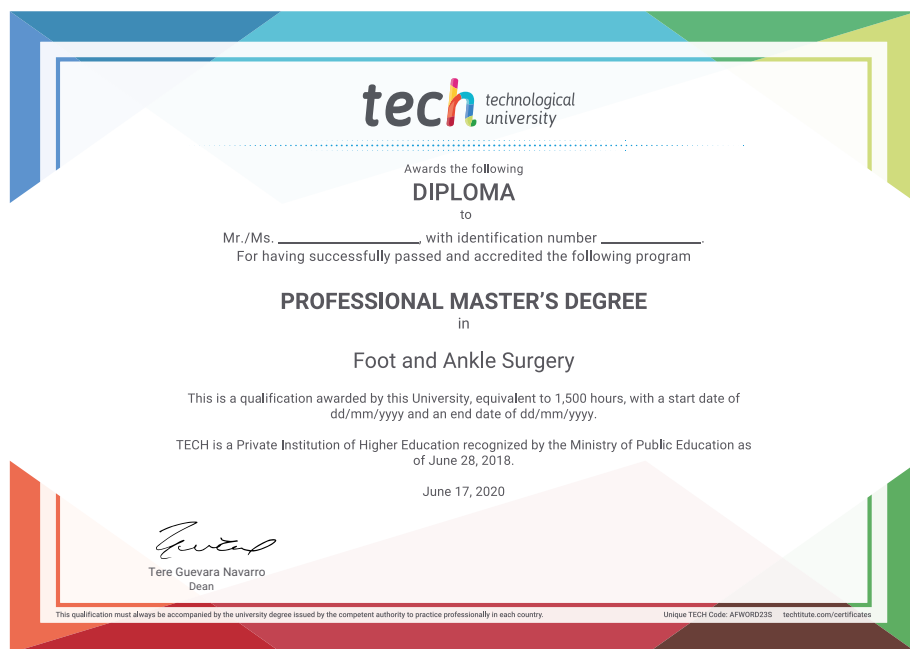 tech technological
university
Awards the following
DIPLOMA
to
Mr./Ms. ____________, with identification number ____________.
For having successfully passed and accredited the following program
PROFESSIONAL MASTER'S DEGREE
in
Foot and Ankle Surgery
This is a qualification awarded by this University, equivalent to 1,500 hours, with a start date of
dd/mm/yyyy and an end date of dd/mm/yyyy.
TECH is a Private Institution of Higher Education recognized by the Ministry of Public Education as
of June 28, 2018.
June 17, 2020
Tere Guevara Navarro
Dean
This qualification must always be accompanied by the university degree issued by the competent authority to practice professionally in each country.
Unique TECH Code: AFWORD23S techtitute.com/certificates